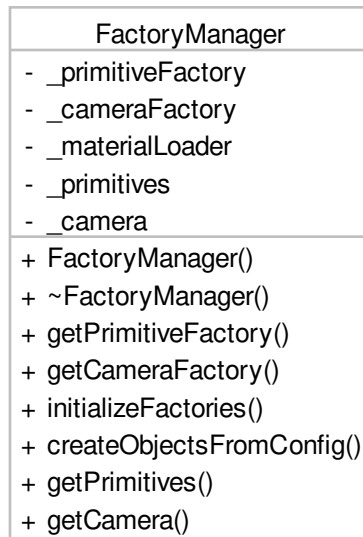 FactoryManager
- _primitiveFactory
- _cameraFactory
- _materialLoader
- _primitives
- _camera
+ FactoryManager()
+ ~FactoryManager()
+ getPrimitiveFactory()
+ getCameraFactory()
+ initializeFactories()
+ createObjectsFromConfig()
+ getPrimitives()
+ getCamera()